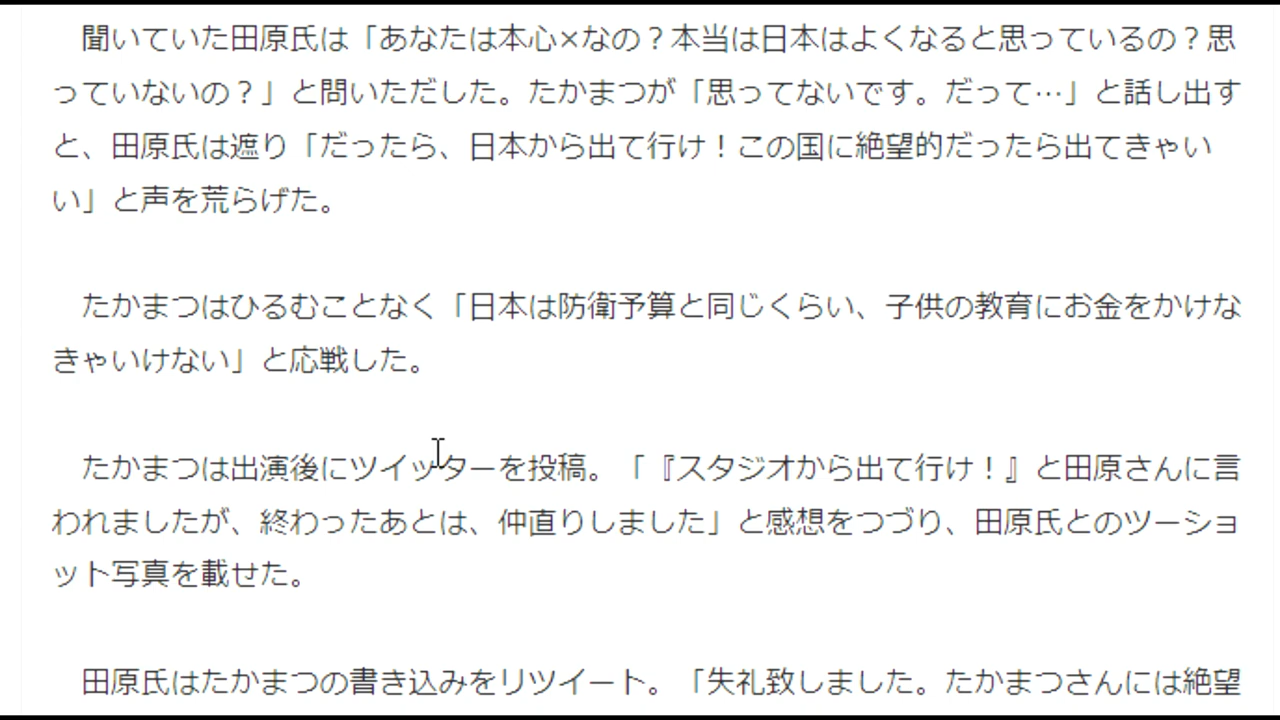 聞いていた田原氏は「あなたは本心×なの？本当は日本はよくなると思っているの？思
っていないの？」と問いただした。たかまつが「思ってないです。だって…」と話し出す
と、田原氏は遮り「だったら、日本から出て行け！この国に絶望的だったら出てきゃい
い」と声を荒らげた。
たかまつはひるむことなく「日本は防衛予算と同じくらい、子供の教育にお金をかけな
きゃいけない」と応戦した。
たかまつは出演後にツイッターを投稿。「『スタジオから出て行け！』と田原さんに言
われましたが、終わったあとは、仲直りしました」と感想をつづり、田原氏とのツーショ
ット写真を載せた。
田原氏はたかまつの書き込みをリツイート。「失礼致しました。たかまつさんには絶望